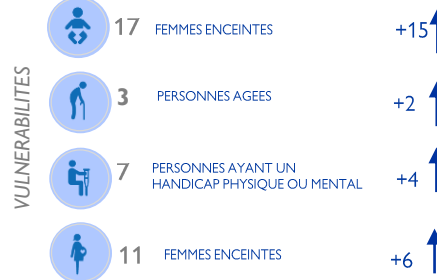 VULNERABILITES
17 FEMMES ENCEINTES +15
3 PERSONNES AGEES +2
7 PERSONNES AYANT UN
HANDICAP PHYSIQUE OU MENTAL +4
11 FEMMES ENCEINTES +6